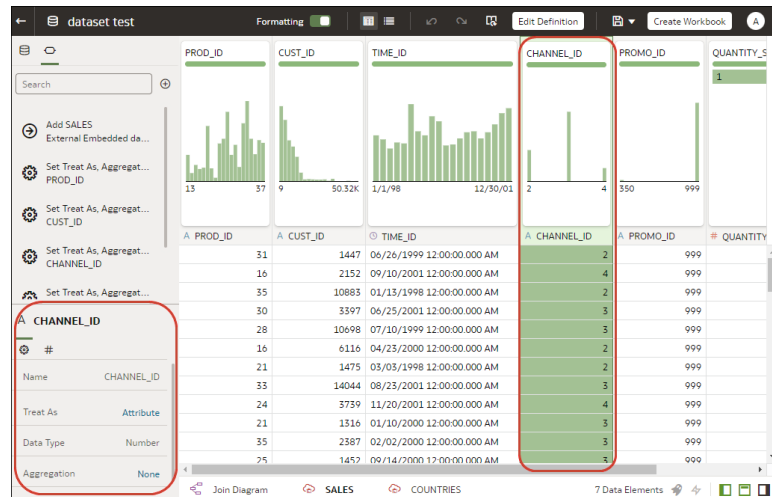 dataset test
Formatting
Edit Definition
Create Workbook
A
Search
Add SALES
External Embedded da...
Set Treat As, Aggregat...
PROD_ID
Set Treat As, Aggregat...
CUST_ID
Set Treat As, Aggregat...
CHANNEL_ID
Set Treat As, Aggregat...
A CHANNEL_ID
#
Name CHANNEL_ID
Treat As Attribute
Data Type Number
Aggregation None
PROD_ID CUST_ID TIME_ID CHANNEL_ID PROMO_ID QUANTITY_S
1
13 37 9 50.32K 1/1/98 12/30/01 2 4 350 999
A PROD_ID A CUST_ID TIME_ID A CHANNEL_ID A PROMO_ID # QUANTITY
31 1447 06/26/1999 12:00:00.000 AM 2 999
16 2152 09/10/2001 12:00:00.000 AM 4 999
35 10883 01/13/1998 12:00:00.000 AM 2 999
30 3397 06/25/2001 12:00:00.000 AM 3 999
28 10698 07/10/1999 12:00:00.000 AM 3 999
16 6116 04/23/2000 12:00:00.000 AM 2 999
21 1475 03/03/1998 12:00:00.000 AM 2 999
33 14044 08/23/2001 12:00:00.000 AM 3 999
24 3739 11/20/2001 12:00:00.000 AM 4 999
21 1316 01/10/2000 12:00:00.000 AM 3 999
35 2387 02/02/2000 12:00:00.000 AM 3 999
25 1452 09/14/2000 12:00:00.000 AM 3 999
Join Diagram SALES COUNTRIES 7 Data Elements